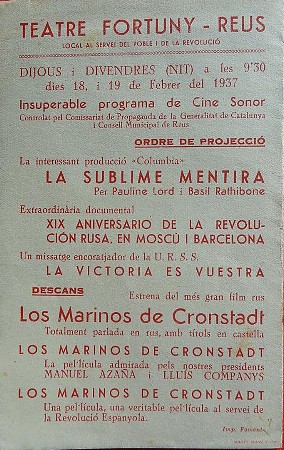 TEATRE FORTUNY - REUS
LOCAL AL SERVEI DEL POBLE I DE LA REVOLUCIÓ
DIJOUS i DIVENDRES (NIT) a les 9'30
dies 18, i 19 de Febrer del 1937
Insuperable programa de Cine Sonor
Controlat pel Comissariat de Propaganda de la Generalitat de Catalunya
i Consell Municipal de Reus
ORDRE DE PROJECCIÓ
La interessant producció «Columbia»
LA SUBLIME MENTIRA
Per Pauline Lord i Basil Rathibone
Extraordinària documental
XIX ANIVERSARIO DE LA REVOLU-
CIÓN RUSA, EN MOSCÙ I BARCELONA
Un missatge encoratjador de la U. R. S. S.
LA VICTORIA ES VUESTRA
DESCANS
Estrena del més gran film rus
Los Marinos de Cronstadt
Totalment parlada en rus, amb títols en castella
LOS MARINOS DE CRONSTADT
La pel·lícula admirada pels nostres presidents
MANUEL AZAÑA i LLUIS COMPANYS
LOS MARINOS DE CRONSTADT
Una pel·lícula, una veritable pel·lícula al servei de
la Revolució Espanyola.
Imp.